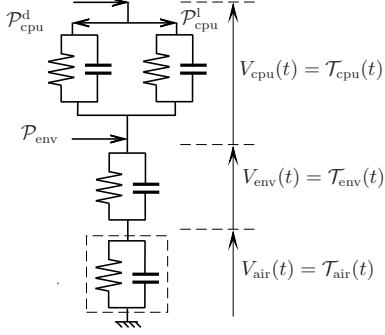 𝒫ᵈcpu 𝒫ˡcpu
Vcpu(t) = 𝒯cpu(t)
𝒫env
Venv(t) = 𝒯env(t)
Vair(t) = 𝒯air(t)